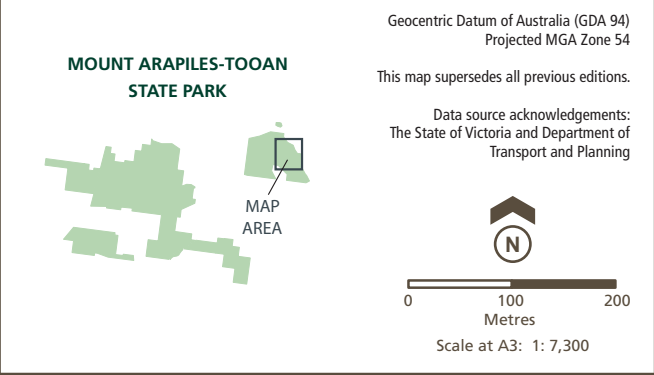 MOUNT ARAPILES-TOOAN
STATE PARK
MAP
AREA
Geocentric Datum of Australia (GDA 94)
Projected MGA Zone 54
This map supersedes all previous editions.
Data source acknowledgements:
The State of Victoria and Department of
Transport and Planning
N
0 100 200
Metres
Scale at A3: 1: 7,300